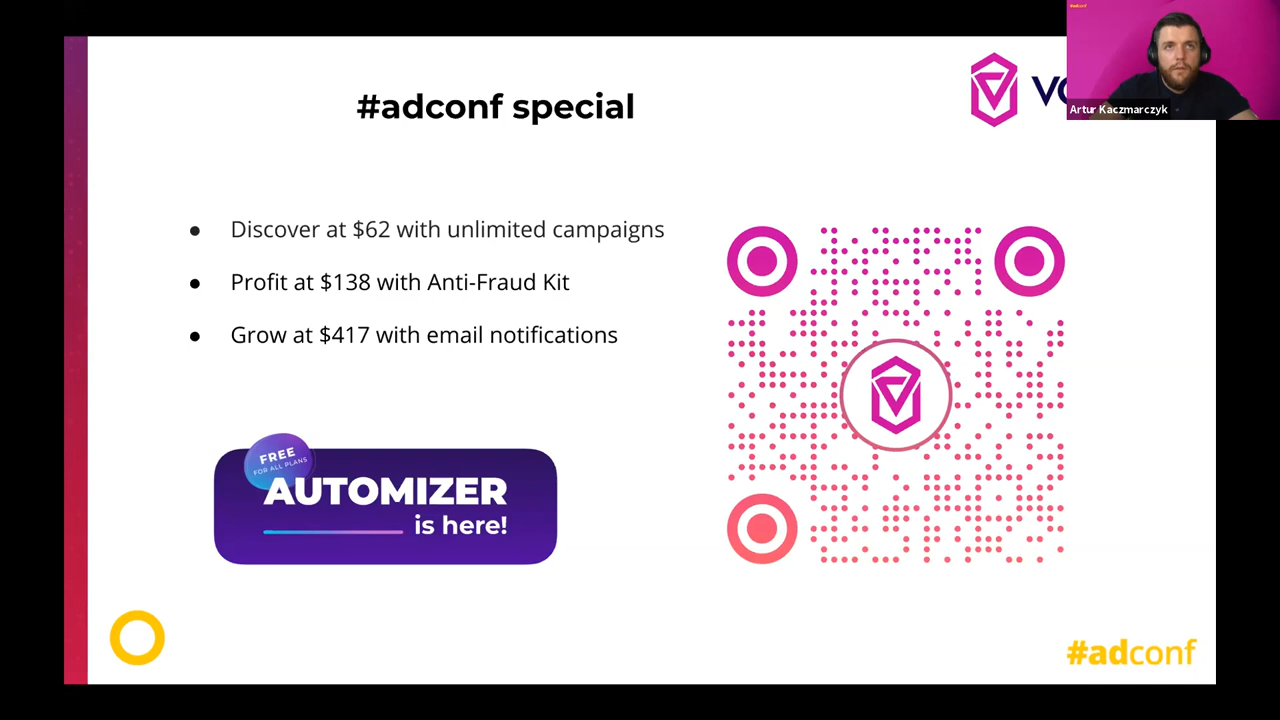 #adconf
#adconf special
Artur Kaczmarczyk
● Discover at $62 with unlimited campaigns
● Profit at $138 with Anti-Fraud Kit
● Grow at $417 with email notifications
FREE
FOR ALL PLANS
AUTOMIZER
is here!
#adconf